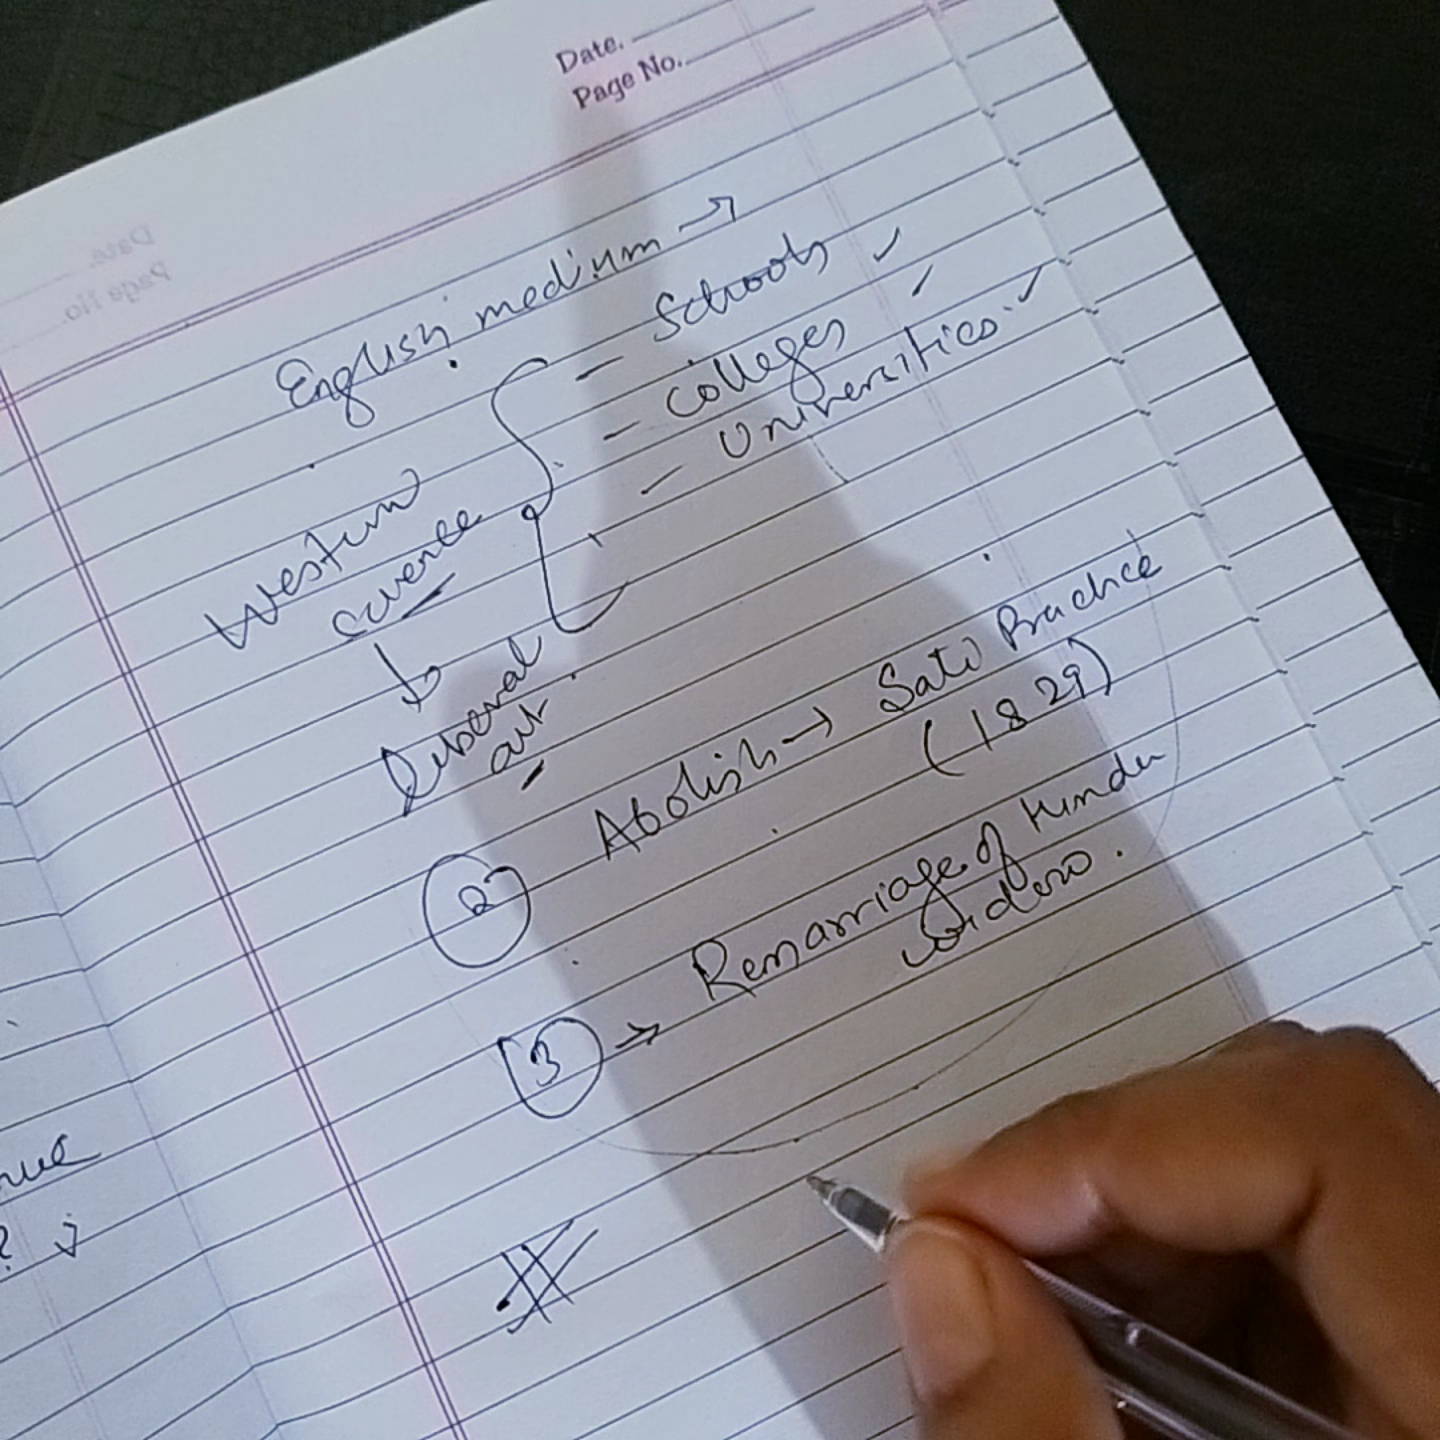 Date.
Page No.
English medium →
- Schools ✓
- Colleges ✓
- Universities ✓
Western
science
↓
Liberal
art
② Abolish → Sati Practice
(1829)
③ → Remarriage of Hindu
widow.
#
? ↓